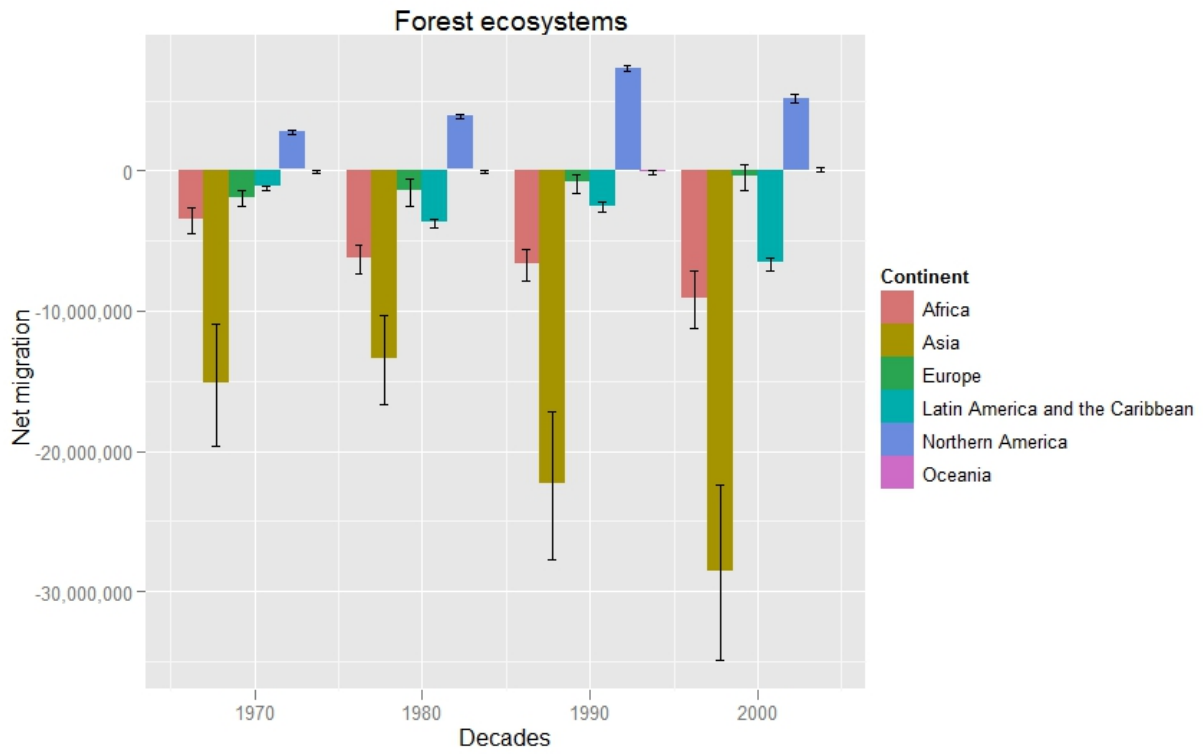 Forest ecosystems
0
-10,000,000
-20,000,000
-30,000,000
Net migration
1970 1980 1990 2000
Decades
Continent
Africa
Asia
Europe
Latin America and the Caribbean
Northern America
Oceania